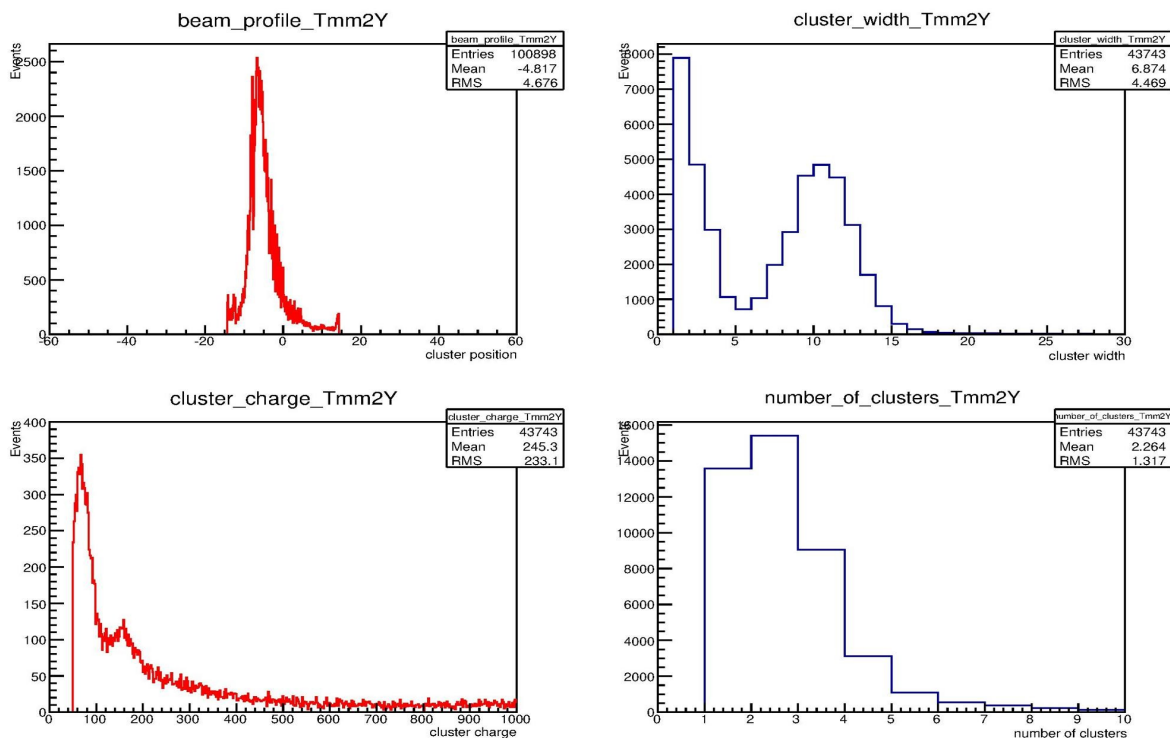 beam_profile_Tmm2Y
Events
beam_profile_Tmm2Y
Entries 100898
Mean -4.817
RMS 4.676
2500
2000
1500
1000
500
0
-60 -40 -20 0 20 40 60
cluster position
cluster_width_Tmm2Y
Events
cluster_width_Tmm2Y
Entries 43743
Mean 6.874
RMS 4.469
8000
7000
6000
5000
4000
3000
2000
1000
0
0 5 10 15 20 25 30
cluster width
cluster_charge_Tmm2Y
Events
cluster_charge_Tmm2Y
Entries 43743
Mean 245.3
RMS 233.1
400
350
300
250
200
150
100
50
0
0 100 200 300 400 500 600 700 800 900 1000
cluster charge
number_of_clusters_Tmm2Y
Events
number_of_clusters_Tmm2Y
Entries 43743
Mean 2.264
RMS 1.317
16000
14000
12000
10000
8000
6000
4000
2000
0
0 1 2 3 4 5 6 7 8 9 10
number of clusters